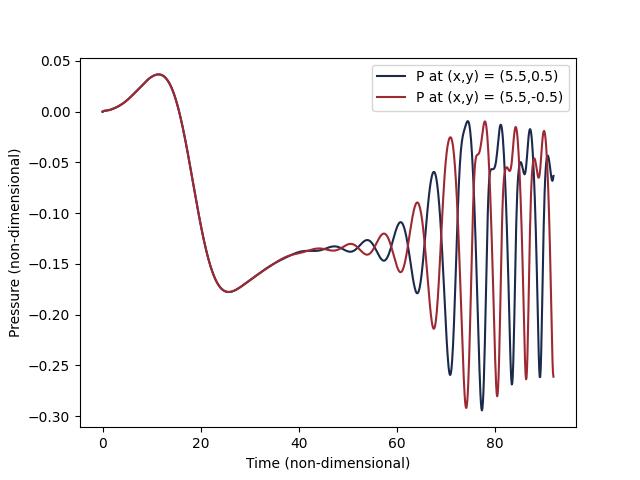 0.05
0.00
−0.05
−0.10
−0.15
−0.20
−0.25
−0.30
Pressure (non-dimensional)
P at (x,y) = (5.5,0.5)
P at (x,y) = (5.5,-0.5)
0 20 40 60 80
Time (non-dimensional)